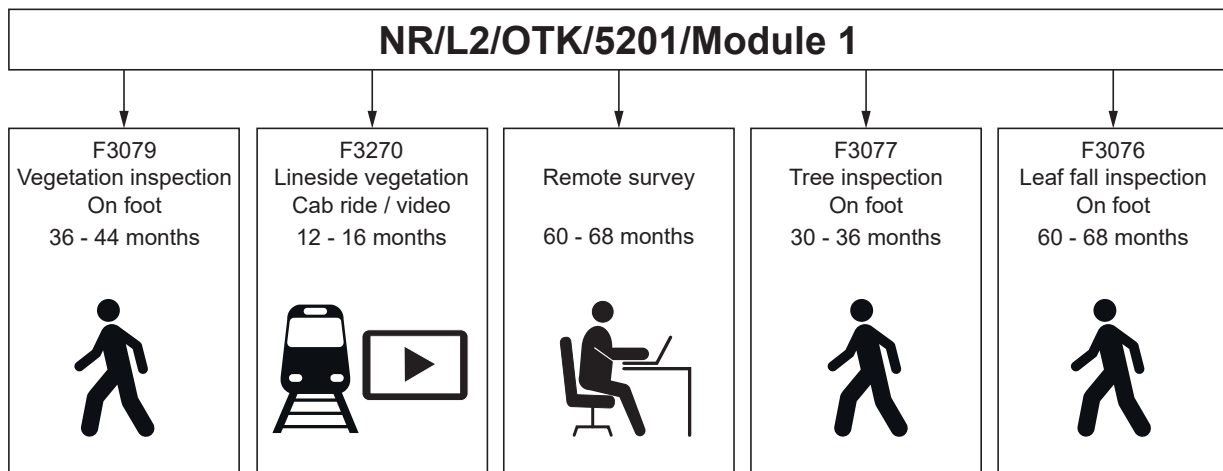 NR/L2/OTK/5201/Module 1
F3079
Vegetation inspection
On foot
36 - 44 months
F3270
Lineside vegetation
Cab ride / video
12 - 16 months
Remote survey
60 - 68 months
F3077
Tree inspection
On foot
30 - 36 months
F3076
Leaf fall inspection
On foot
60 - 68 months